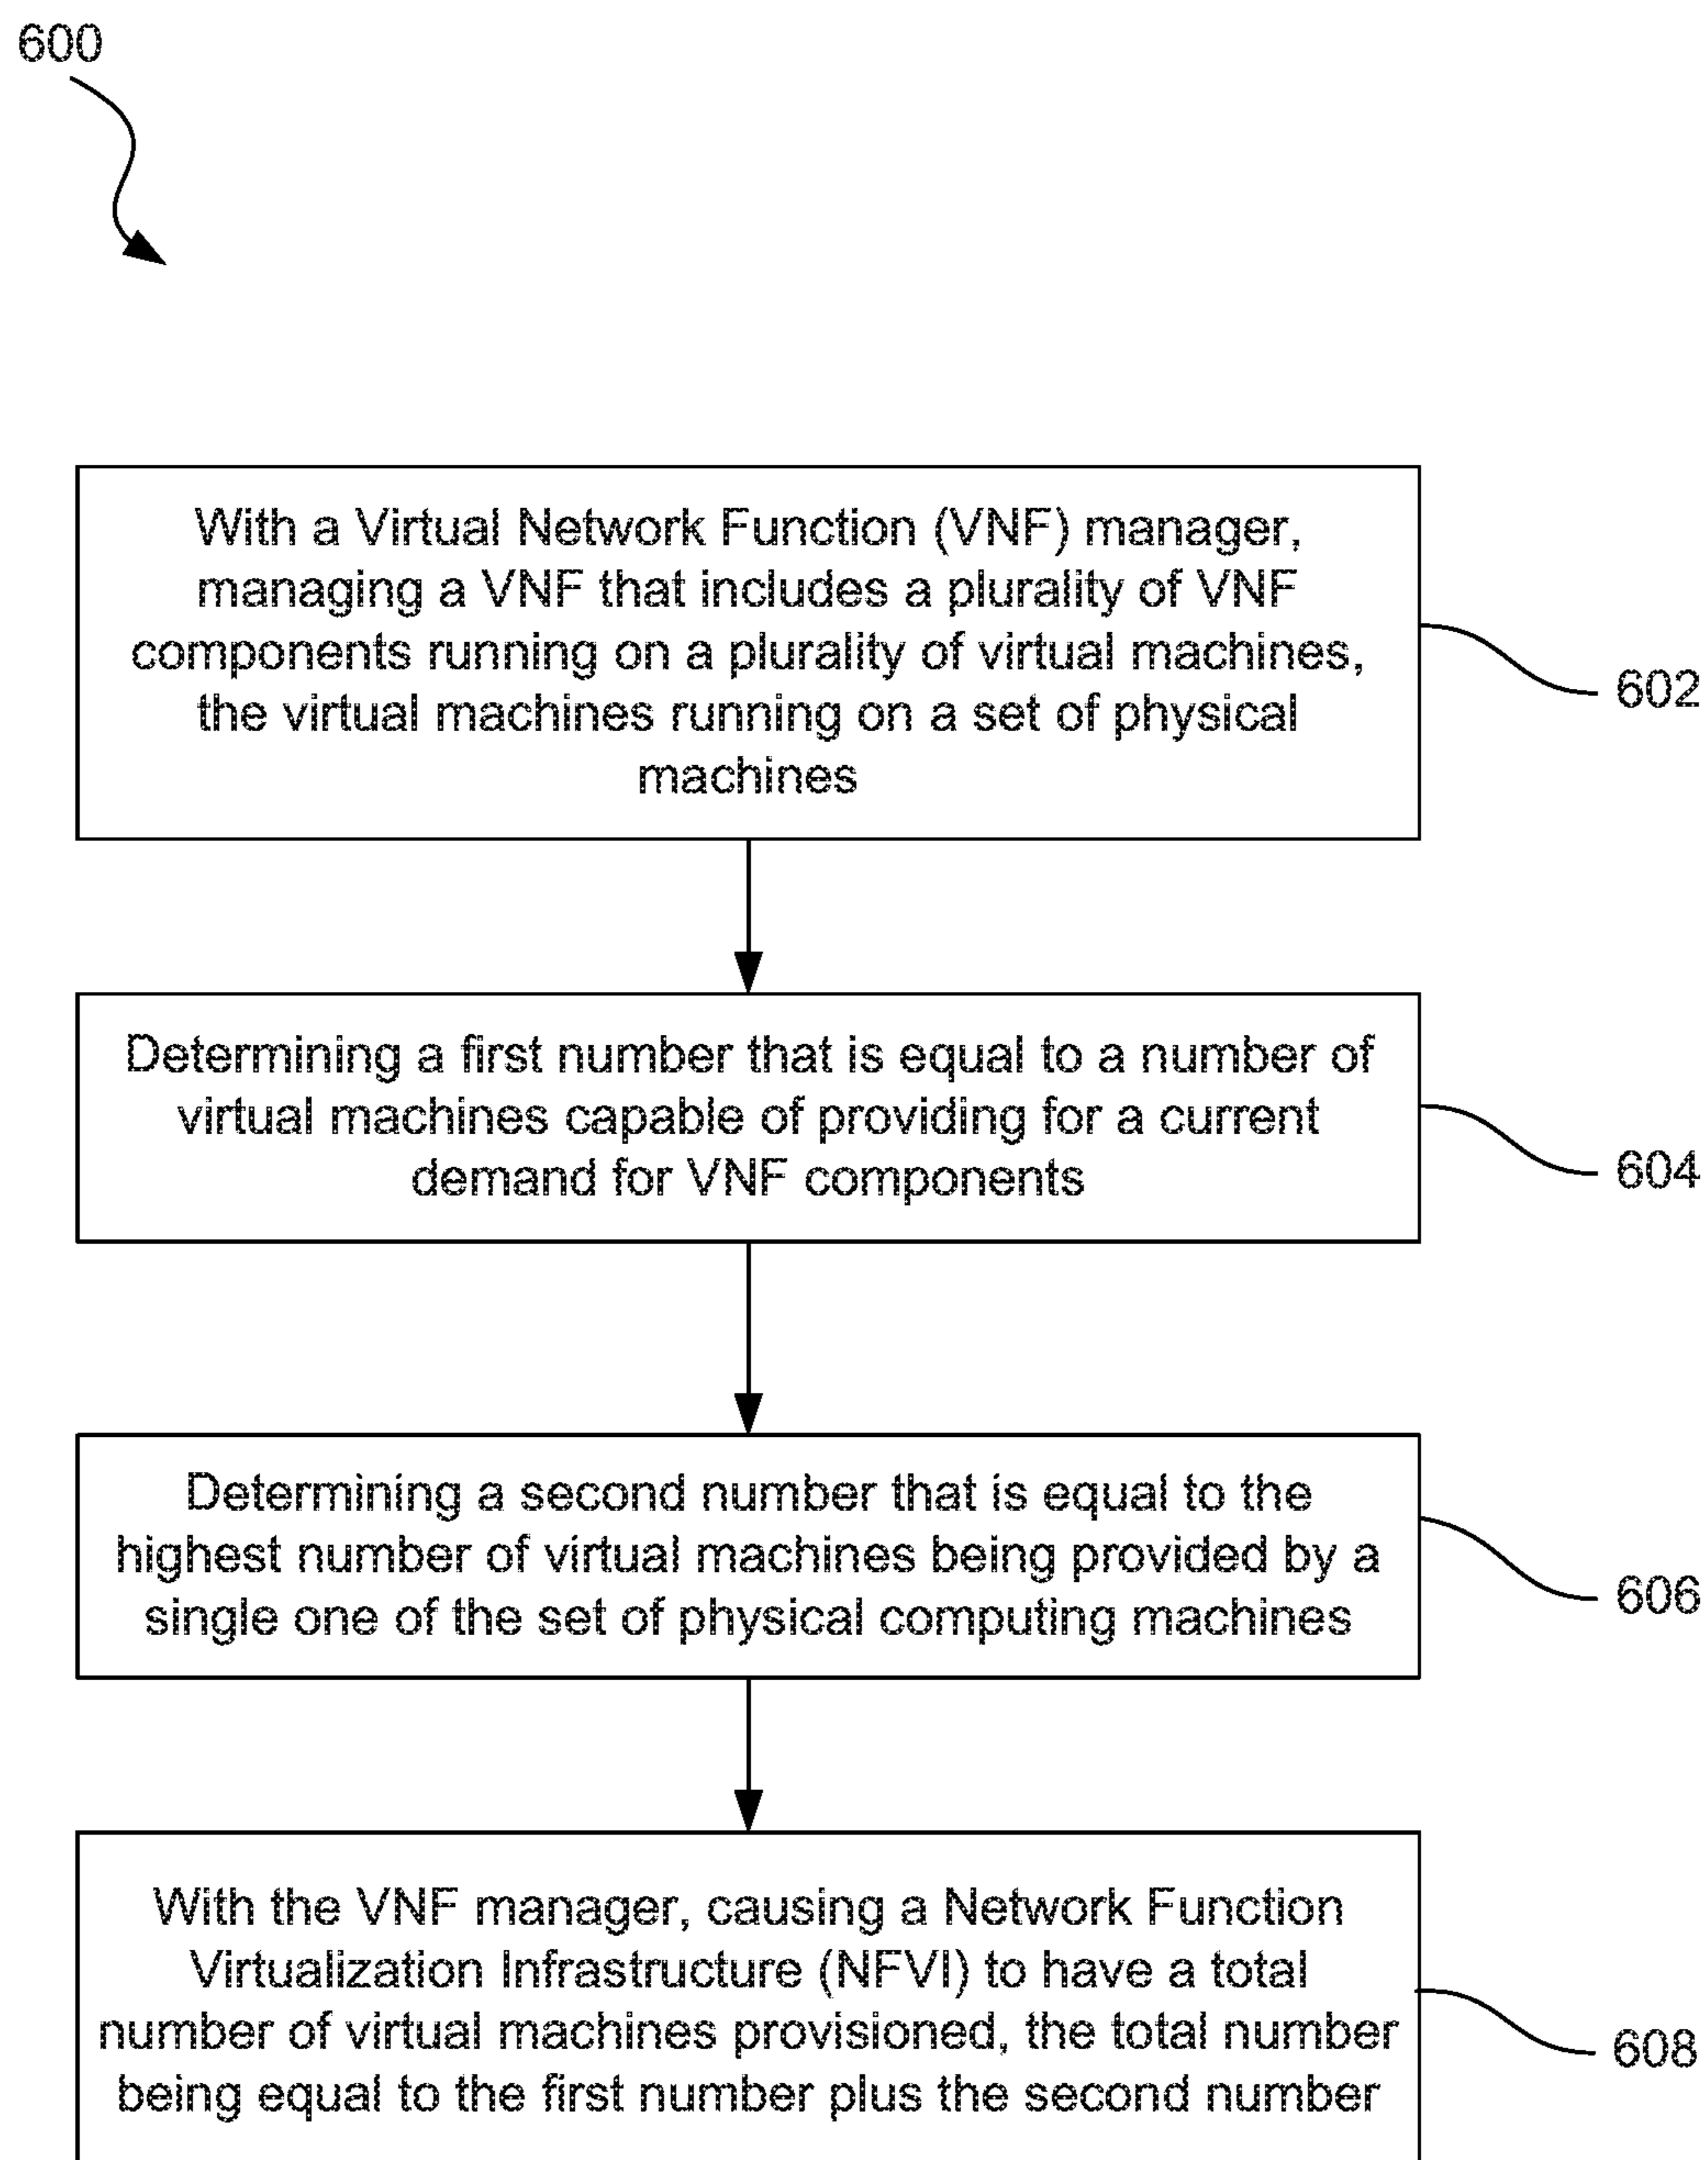 600
With a Virtual Network Function (VNF) manager,
managing a VNF that includes a plurality of VNF
components running on a plurality of virtual machines,
the virtual machines running on a set of physical
machines
602
Determining a first number that is equal to a number of
virtual machines capable of providing for a current
demand for VNF components
604
Determining a second number that is equal to the
highest number of virtual machines being provided by a
single one of the set of physical computing machines
606
With the VNF manager, causing a Network Function
Virtualization Infrastructure (NFVI) to have a total
number of virtual machines provisioned, the total number
being equal to the first number plus the second number
608